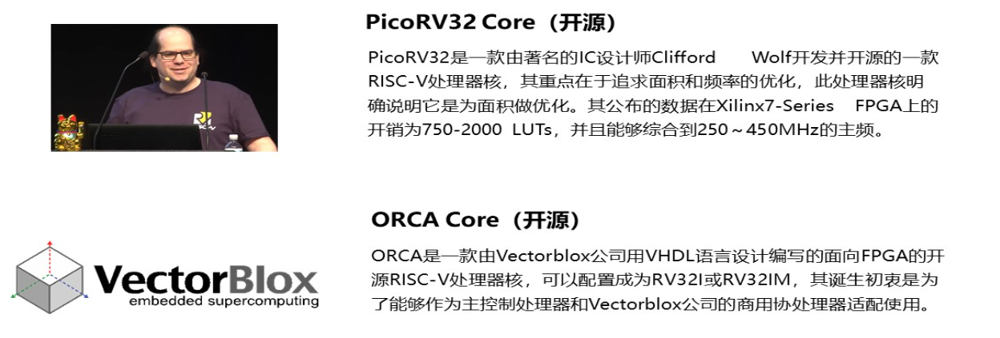 PicoRV32 Core（开源）
PicoRV32是一款由著名的IC设计师Clifford Wolf开发并开源的一款
RISC-V处理器核，其重点在于追求面积和频率的优化，此处理器核明
确说明它是为面积做优化。其公布的数据在Xilinx7-Series FPGA上的
开销为750-2000 LUTs，并且能够综合到250～450MHz的主频。
ORCA Core（开源）
VectorBlox
embedded supercomputing
ORCA是一款由Vectorblox公司用VHDL语言设计编写的面向FPGA的开
源RISC-V处理器核，可以配置成为RV32I或RV32IM，其诞生初衷是为
了能够作为主控制处理器和Vectorblox公司的商用协处理器适配使用。